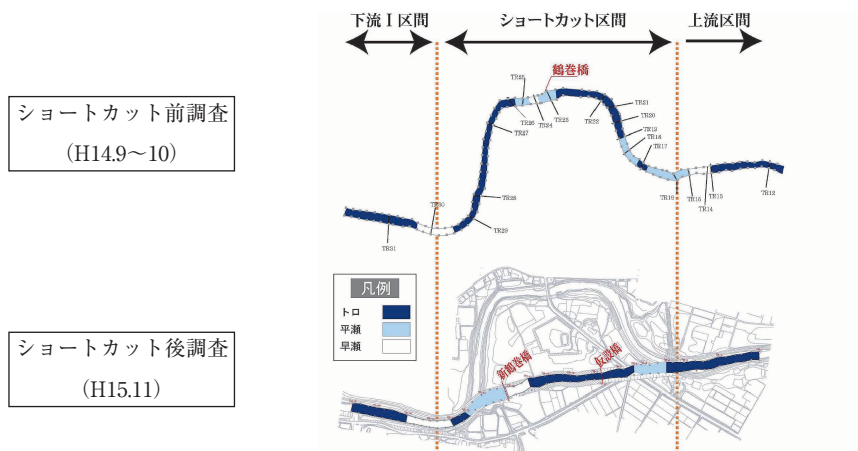 下流Ⅰ区間
ショートカット区間
上流区間
鶴巻橋
TR25
TR26
TR24
TR23
TR22
TR21
TR20
TR19
TR18
TR17
TR27
ショートカット前調査
(H14.9～10)
TR16
TR15
TR15
TR14
TR12
TR28
TR30
TR29
TR31
凡例
トロ
平瀬
早瀬
ショートカット後調査
(H15.11)
新鶴巻橋
仮設橋